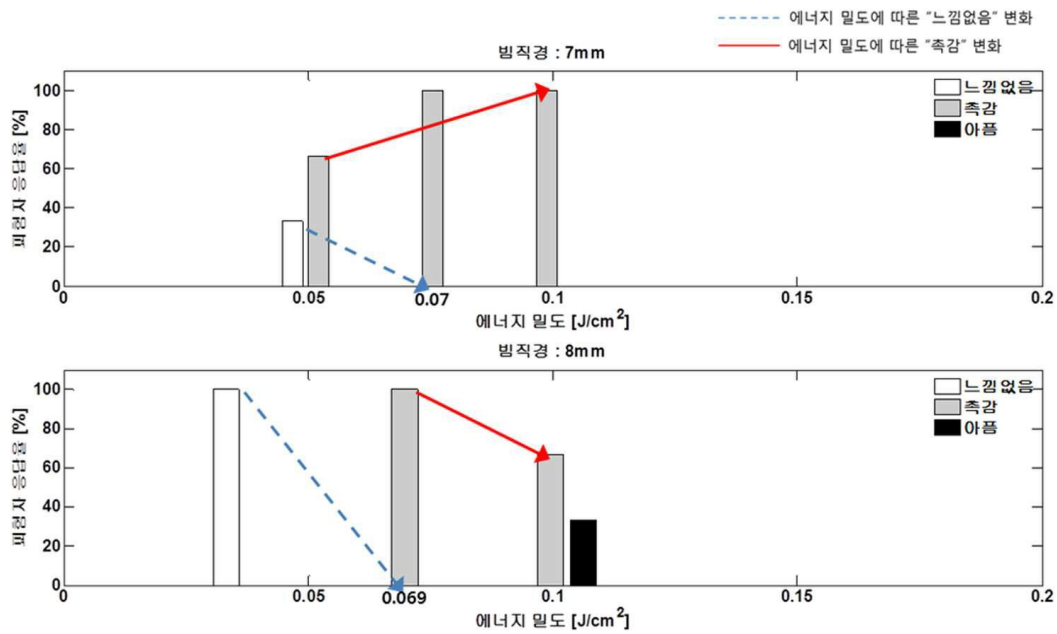 에너지 밀도에 따른 "느낌없음" 변화
에너지 밀도에 따른 "촉감" 변화
빔직경 : 7mm
피험자 응답율 [%]
100
80
60
40
20
0
느낌없음
촉감
아픔
0 0.05 0.07 0.1 0.15 0.2
에너지 밀도 [J/cm²]
빔직경 : 8mm
피험자 응답율 [%]
100
80
60
40
20
0
느낌없음
촉감
아픔
0 0.05 0.069 0.1 0.15 0.2
에너지 밀도 [J/cm²]